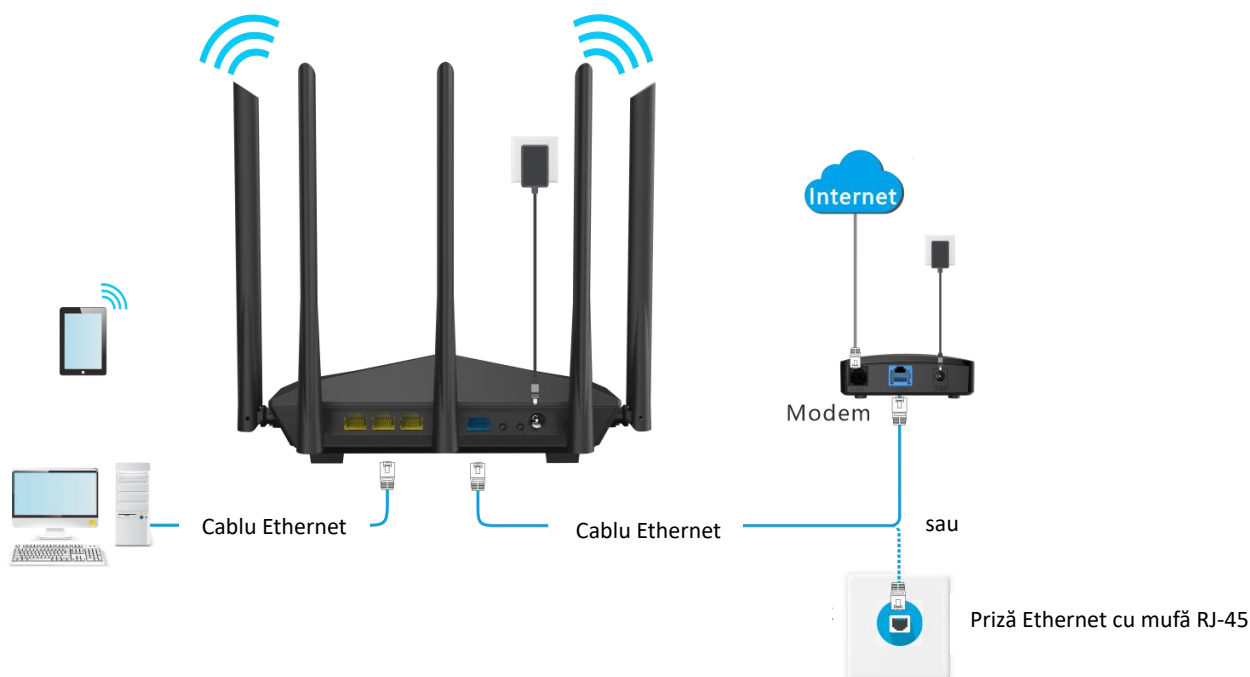 Internet
Modem
Cablu Ethernet
Cablu Ethernet
sau
Priză Ethernet cu mufă RJ-45